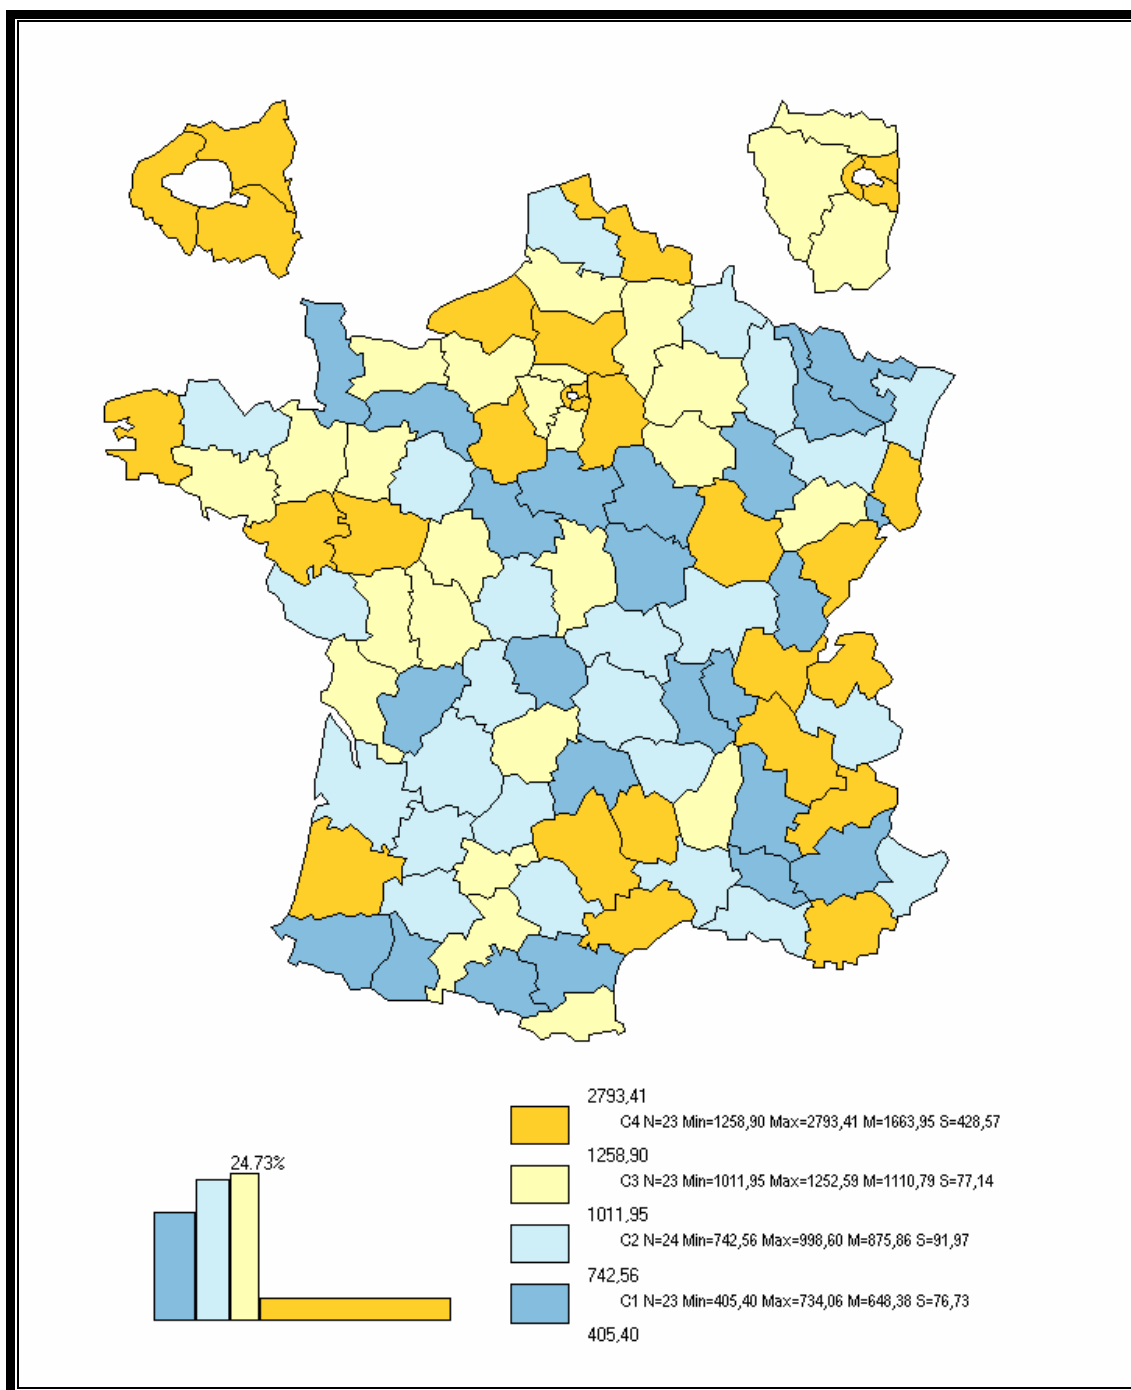 2793,41
C4 N=23 Min=1258,90 Max=2793,41 M=1663,95 S=428,57
1258,90
24.73%
C3 N=23 Min=1011,95 Max=1252,59 M=1110,79 S=77,14
1011,95
C2 N=24 Min=742,56 Max=998,60 M=875,86 S=91,97
742,56
C1 N=23 Min=405,40 Max=734,06 M=648,38 S=76,73
405,40